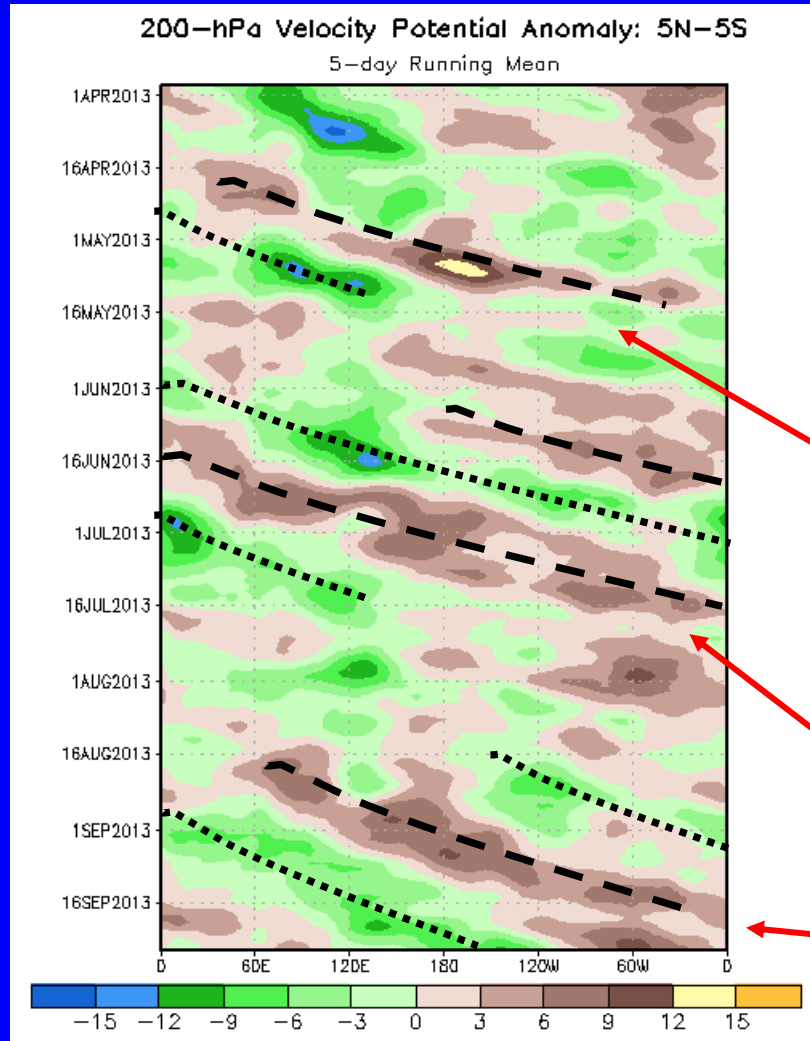 200-hPa Velocity Potential Anomaly: 5N-5S
5-day Running Mean
1APR2013
16APR2013
1MAY2013
16MAY2013
1JUN2013
16JUN2013
1JUL2013
16JUL2013
1AUG2013
16AUG2013
1SEP2013
16SEP2013
0 60E 120E 180 120W 60W 0
-15 -12 -9 -6 -3 0 3 6 9 12 15